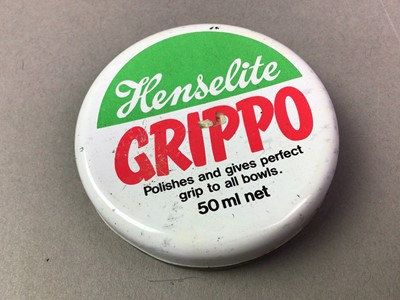 Henselite
GRIPPO
Polishes and gives perfect
grip to all bowls.
50 ml net